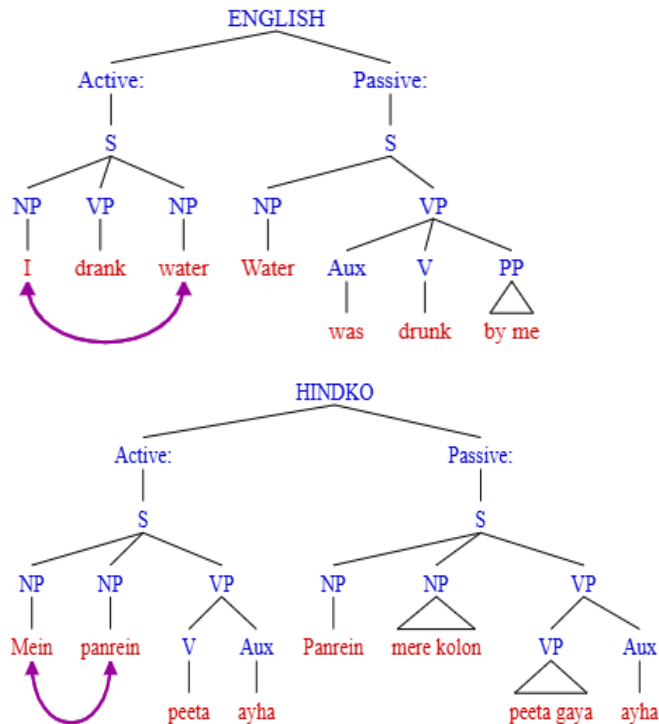 ENGLISH
Active: Passive:
S S
NP VP NP NP VP
I drank water Water Aux V PP
was drunk by me
HINDKO
Active: Passive:
S S
NP NP VP NP NP VP
Mein panrein V Aux Panrein mere kolon VP Aux
peeta ayha peeta gaya ayha